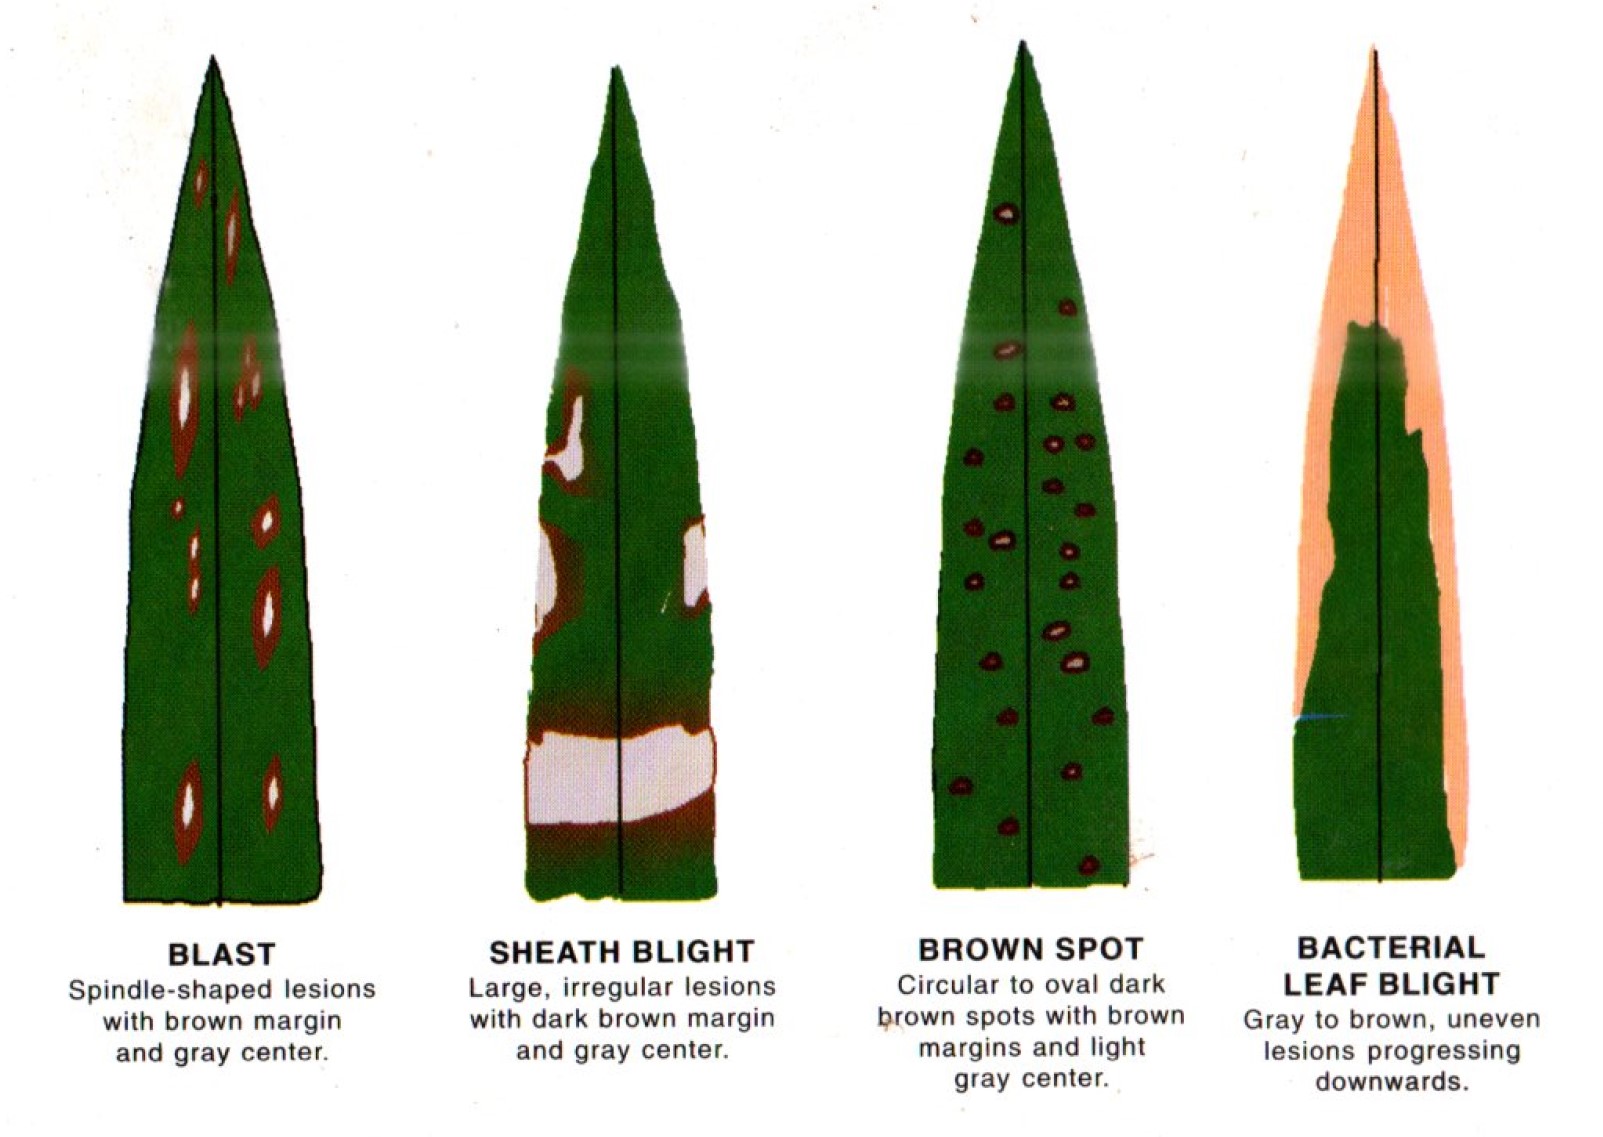 BLAST
Spindle-shaped lesions
with brown margin
and gray center.
SHEATH BLIGHT
Large, irregular lesions
with dark brown margin
and gray center.
BROWN SPOT
Circular to oval dark
brown spots with brown
margins and light
gray center.
BACTERIAL
LEAF BLIGHT
Gray to brown, uneven
lesions progressing
downwards.